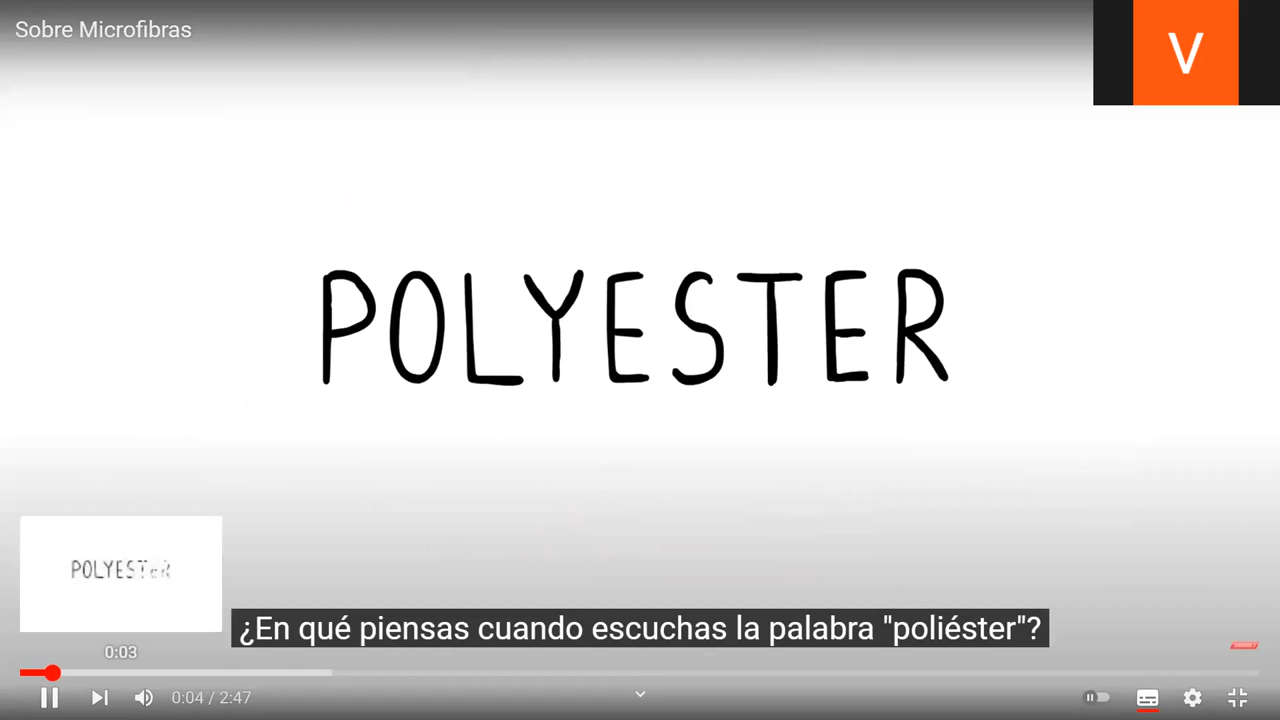 Sobre Microfibras
V
POLYESTER
POLYESTER
¿En qué piensas cuando escuchas la palabra "poliéster"?
0:03
0:04 / 2:47